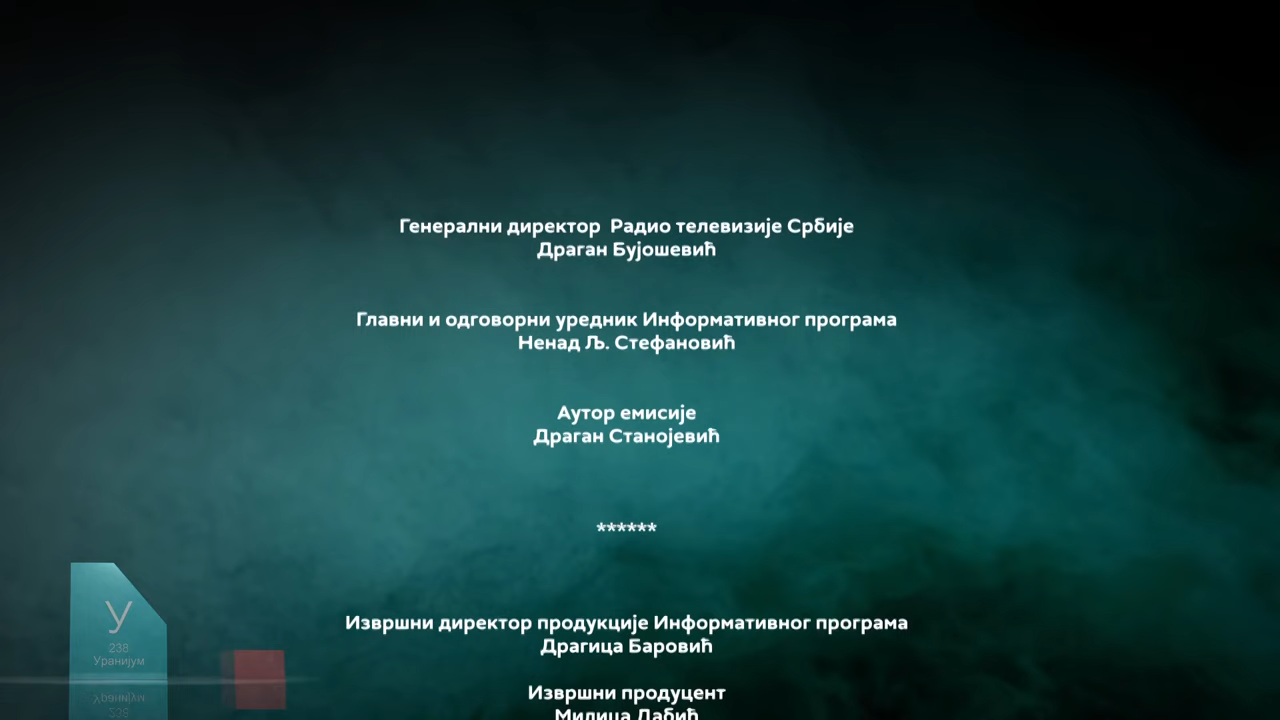 Генерални директор Радио телевизије Србије
Драган Бујошевић
Главни и одговорни уредник Информативног програма
Ненад Љ. Стефановић
Аутор емисије
Драган Станојевић
******
Извршни директор продукције Информативног програма
Драгица Баровић
Извршни продуцент
Милица
У
238
Уранијум